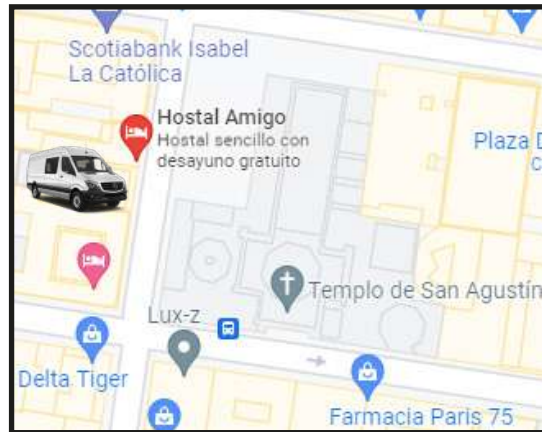 Scotiabank Isabel
La Católica
Hostal Amigo
Hostal sencillo con
desayuno gratuito
Plaza D
c
Templo de San Agustín
Lux-z
Delta Tiger
Farmacia Paris 75